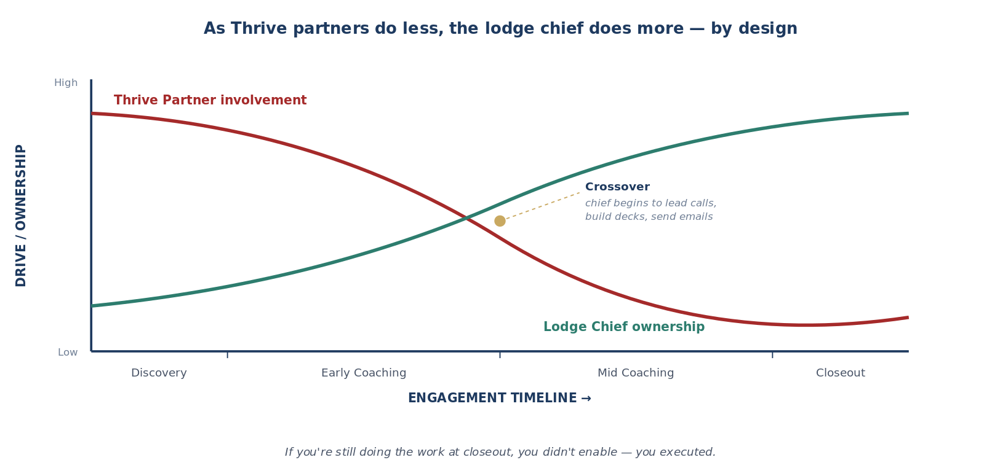 As Thrive partners do less, the lodge chief does more — by design
High
Thrive Partner involvement
DRIVE / OWNERSHIP
Crossover
chief begins to lead calls,
build decks, send emails
Lodge Chief ownership
Low
Discovery
Early Coaching
Mid Coaching
Closeout
ENGAGEMENT TIMELINE →
If you're still doing the work at closeout, you didn't enable — you executed.